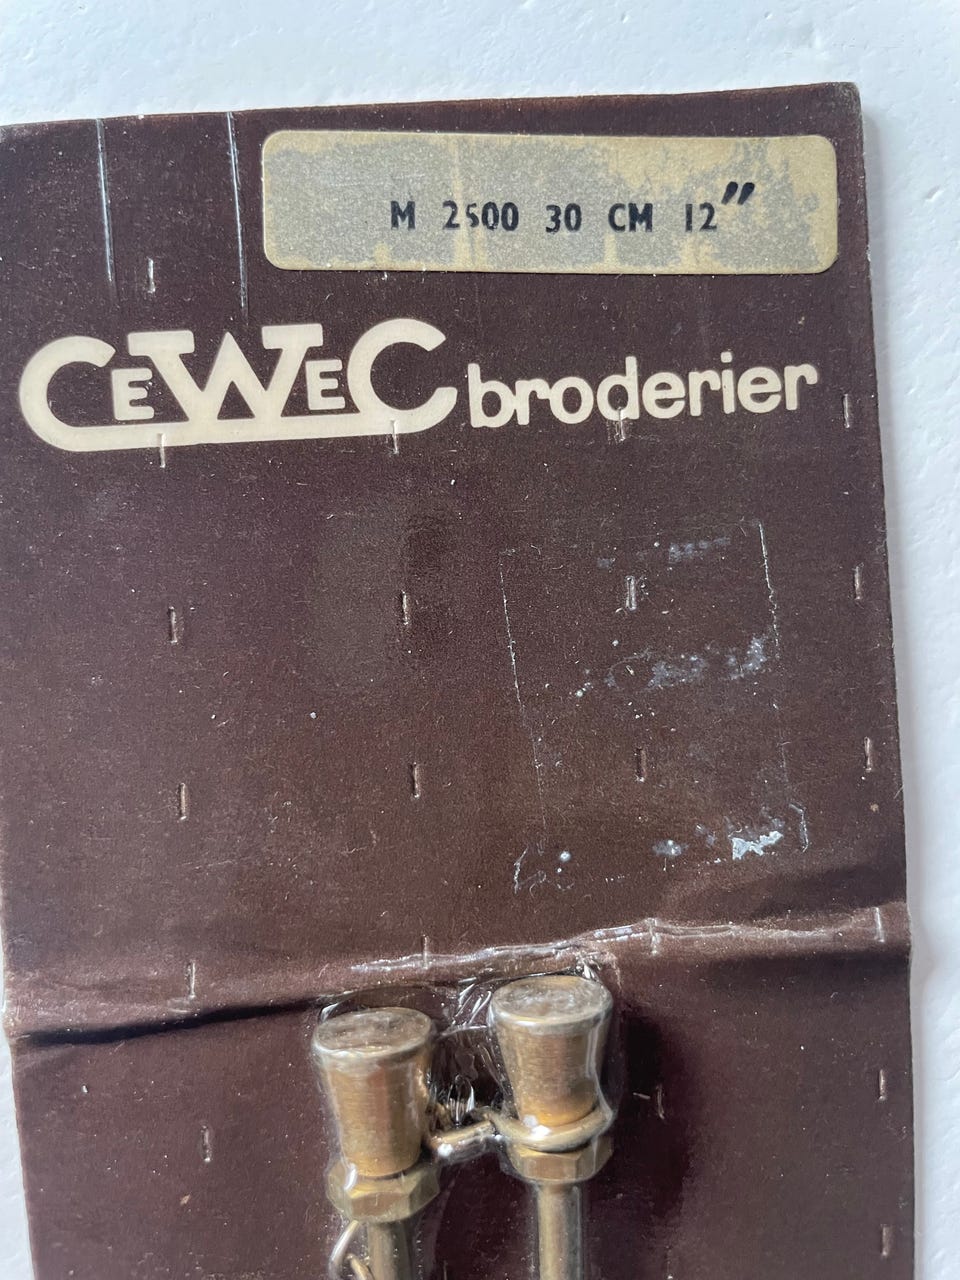 M 2500 30 CM 12"
CEWEC broderier